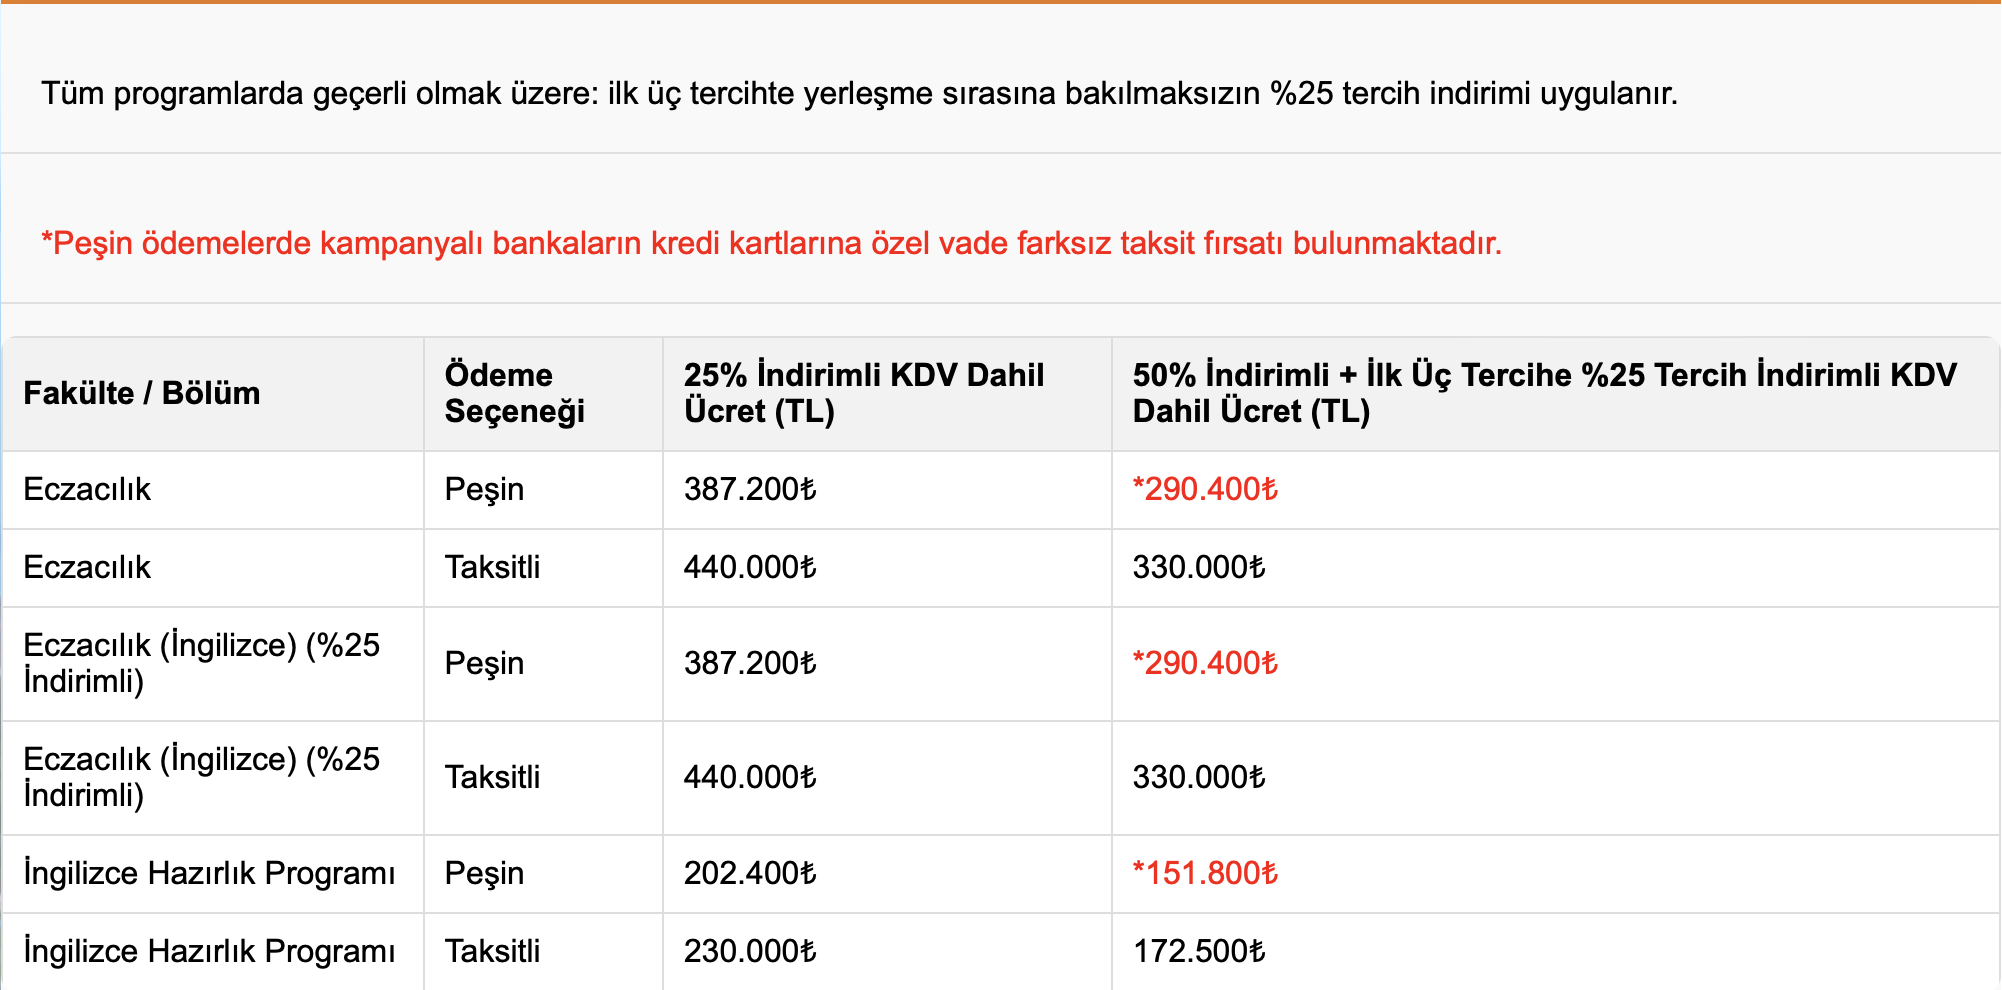 Tüm programlarda geçerli olmak üzere: ilk üç tercihte yerleşme sırasına bakılmaksızın %25 tercih indirimi uygulanır.
*Peşin ödemelerde kampanyalı bankaların kredi kartlarına özel vade farksız taksit fırsatı bulunmaktadır.
Fakülte / Bölüm
Ödeme
Seçeneği
25% İndirimli KDV Dahil
Ücret (TL)
50% İndirimli + İlk Üç Tercihe %25 Tercih İndirimli KDV
Dahil Ücret (TL)
Eczacılık
Peşin
387.200₺
*290.400₺
Eczacılık
Taksitli
440.000₺
330.000₺
Eczacılık (İngilizce) (%25
İndirimli)
Peşin
387.200₺
*290.400₺
Eczacılık (İngilizce) (%25
İndirimli)
Taksitli
440.000₺
330.000₺
İngilizce Hazırlık Programı
Peşin
202.400₺
*151.800₺
İngilizce Hazırlık Programı
Taksitli
230.000₺
172.500₺